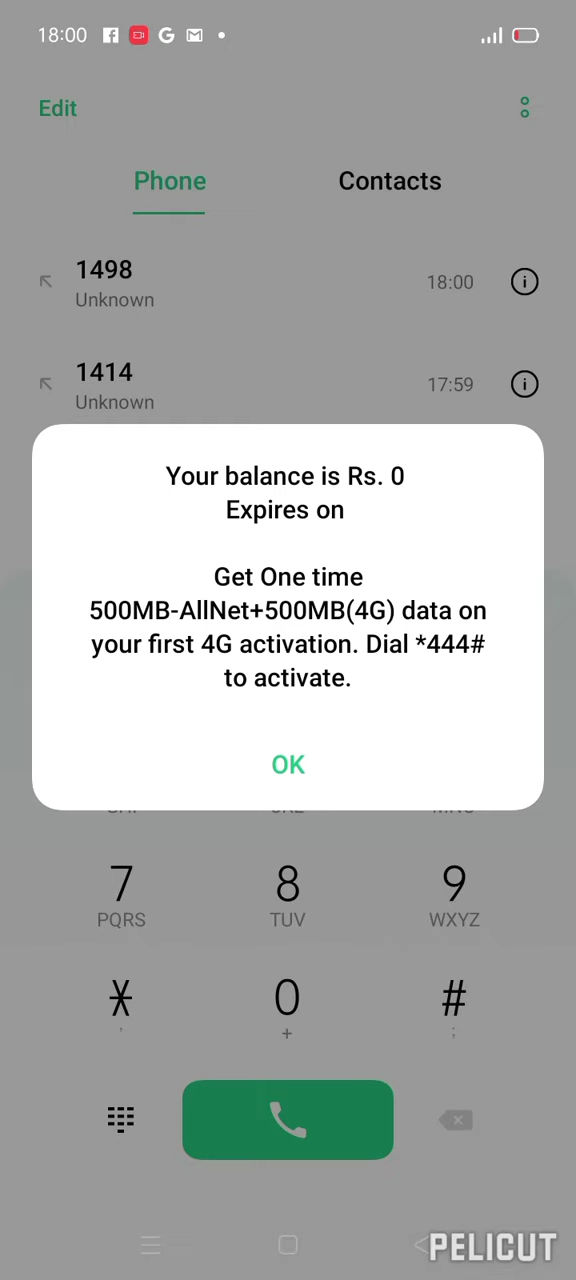 18:00
Edit
Phone
Contacts
1498
Unknown
18:00
1414
Unknown
17:59
Your balance is Rs. 0
Expires on
Get One time
500MB-AllNet+500MB(4G) data on
your first 4G activation. Dial *444#
to activate.
OK
7
PQRS
8
TUV
9
WXYZ
*
,
0
+
#
;
PELICUT